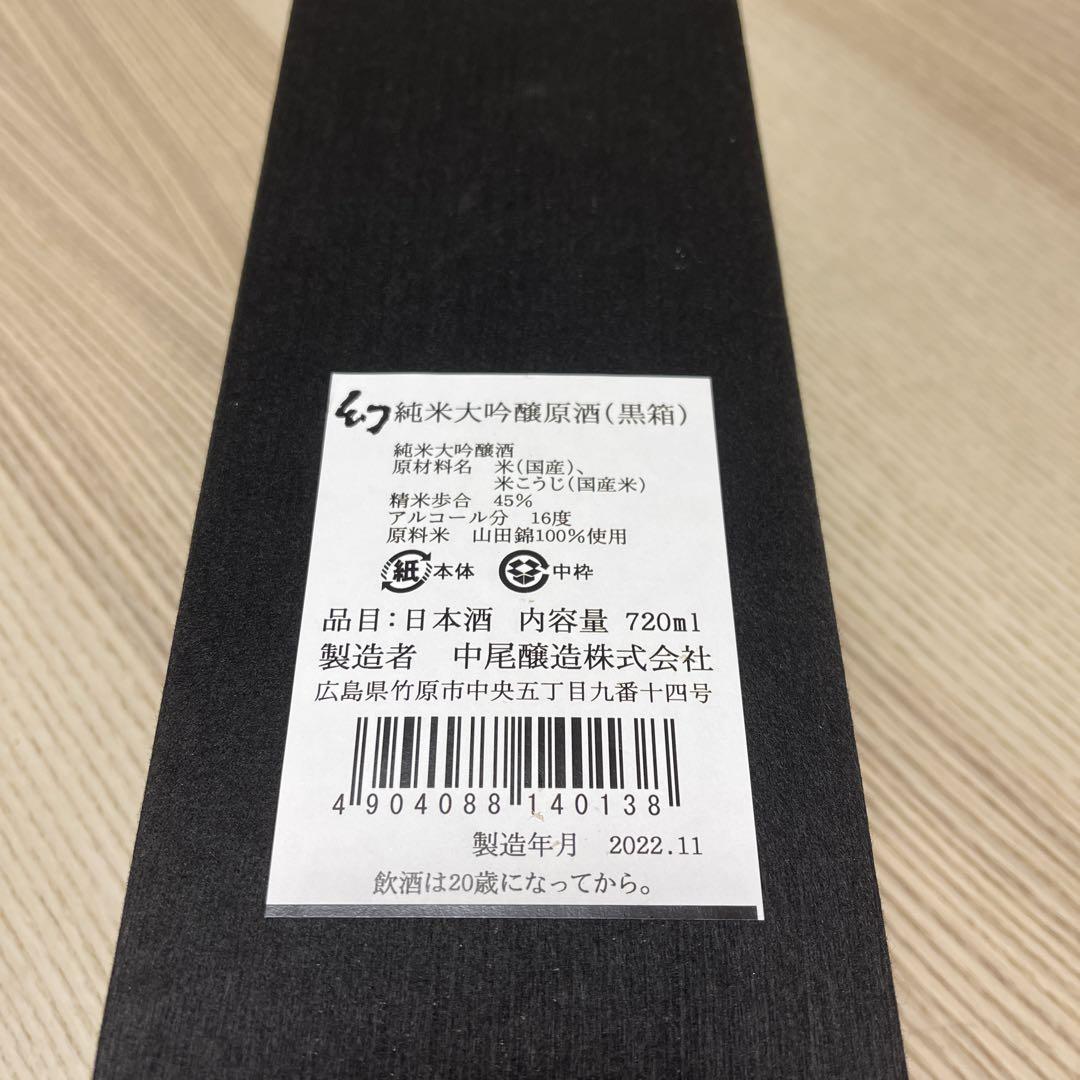 幻 純米大吟醸原酒(黒箱)
純米大吟醸酒
原材料名 米(国産)、
米こうじ(国産米)
精米歩合 45%
アルコール分 16度
原料米 山田錦100%使用
紙 本体 中枠
品目:日本酒 内容量 720ml
製造者 中尾醸造株式会社
広島県竹原市中央五丁目九番十四号
4 904088 140138
製造年月 2022.11
飲酒は20歳になってから。